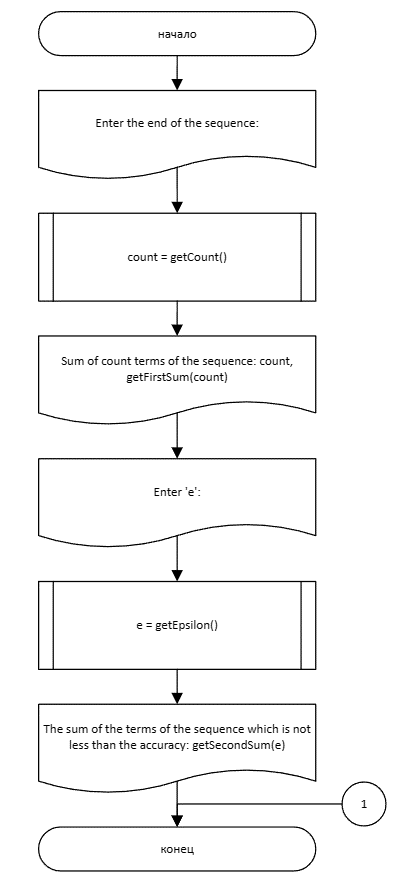 начало
Enter the end of the sequence:
count = getCount()
Sum of count terms of the sequence: count,
getFirstSum(count)
Enter 'e':
e = getEpsilon()
The sum of the terms of the sequence which is not
less than the accuracy: getSecondSum(e)
1
конец